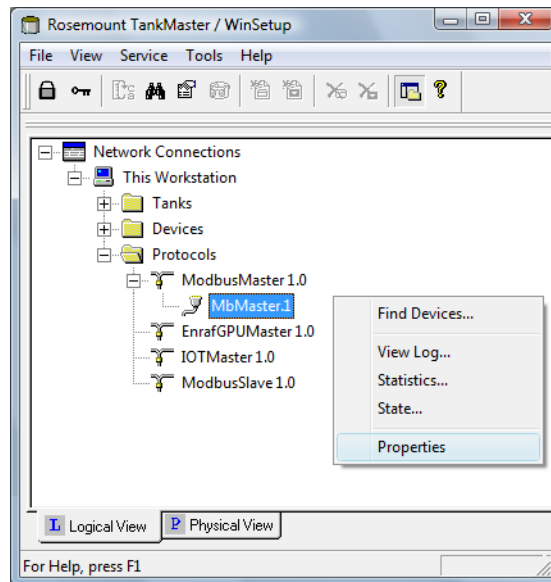 Rosemount TankMaster / WinSetup
File View Service Tools Help
Network Connections
This Workstation
Tanks
Devices
Protocols
ModbusMaster 1.0
MbMaster.1
EnrafGPUMaster 1.0
IOTMaster 1.0
ModbusSlave 1.0
Find Devices...
View Log...
Statistics...
State...
Properties
L Logical View P Physical View
For Help, press F1